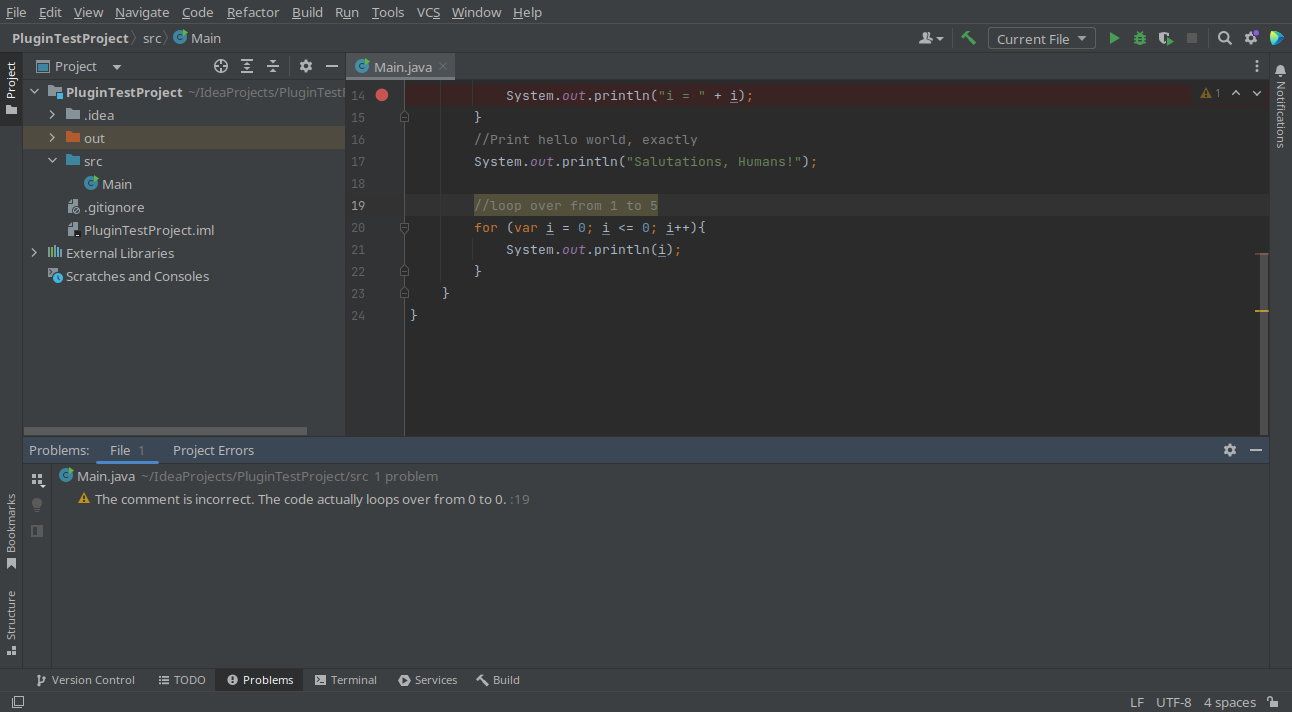 File Edit View Navigate Code Refactor Build Run Tools VCS Window Help
PluginTestProject src Main
Current File
Project
Project
Main.java
Notifications
PluginTestProject ~/IdeaProjects/PluginTest
.idea
out
src
Main
.gitignore
PluginTestProject.iml
External Libraries
Scratches and Consoles
14 System.out.println("i = " + i);
1
15 }
16 //Print hello world, exactly
17 System.out.println("Salutations, Humans!");
18
19 //loop over from 1 to 5
20 for (var i = 0; i <= 0; i++){
21 System.out.println(i);
22 }
23 }
24 }
Problems: File 1 Project Errors
Main.java ~/IdeaProjects/PluginTestProject/src 1 problem
The comment is incorrect. The code actually loops over from 0 to 0. :19
Bookmarks
Structure
Version Control TODO Problems Terminal Services Build
LF UTF-8 4 spaces